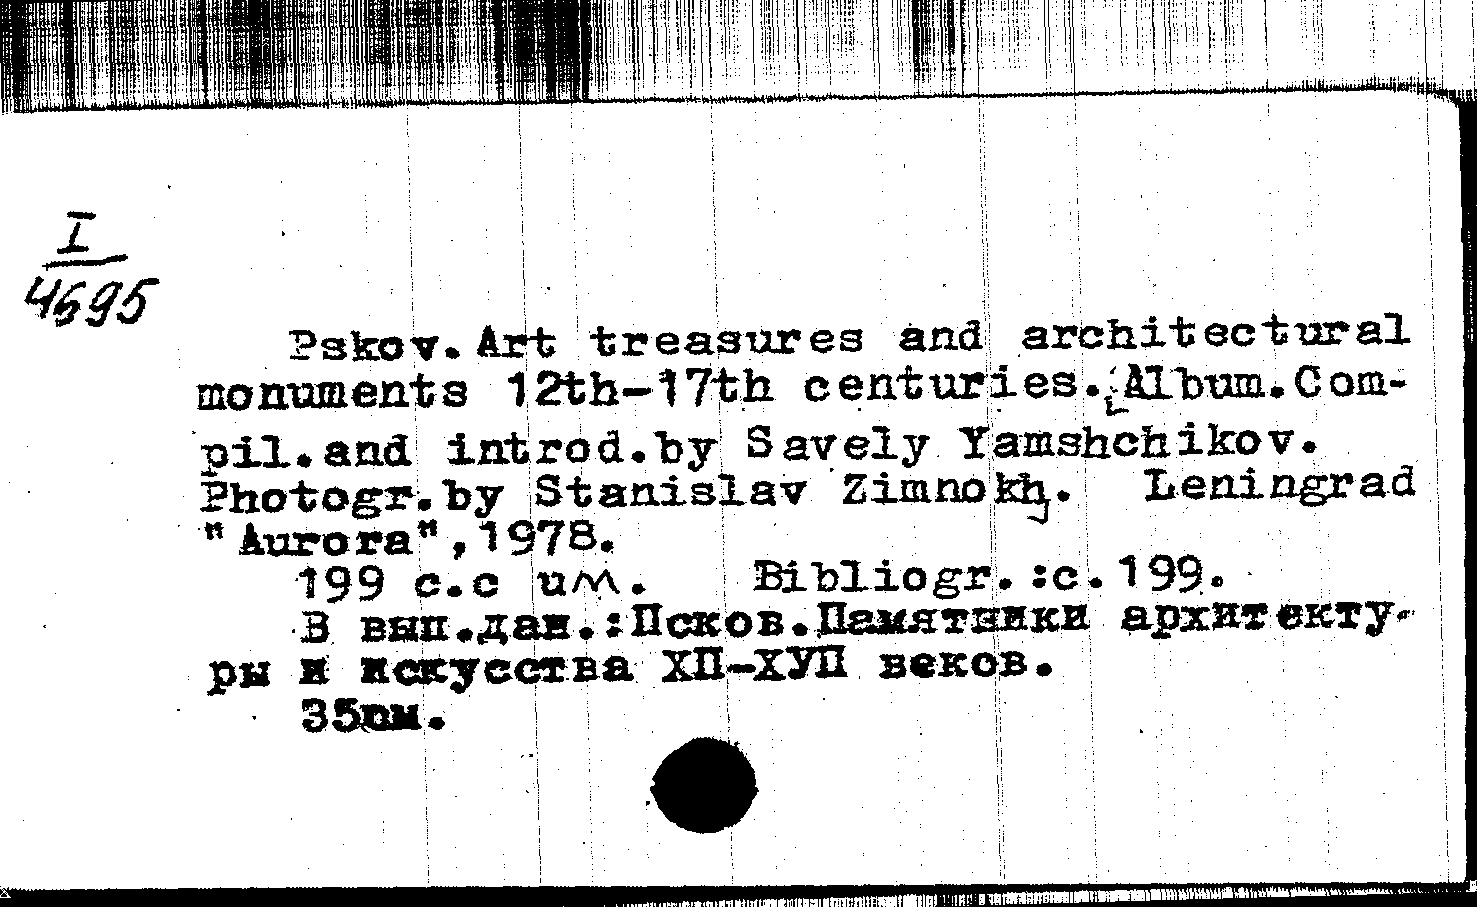 I
4695
Pskov. Art treasures and architectural
monuments 12th-17th centuries. [Album. Com-
pil. and introd. by Savely Yamshchikov.
Photogr. by Stanislav Zimnokh]. Leningrad
"Aurora", 1978.
199 с.с ил. Bibliogr.:с.199.
В вып.дан.:Псков.Памятники архитекту-
ры и искусства ХП-ХУП веков.
35см.